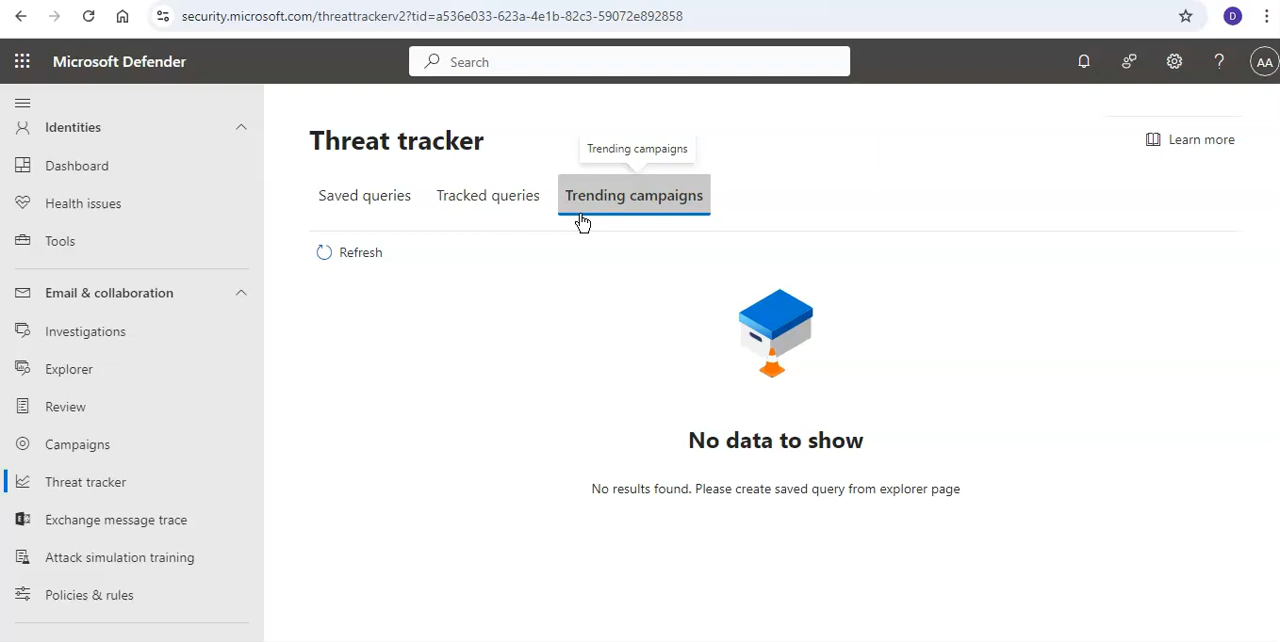 security.microsoft.com/threattrackerv2?tid=a536e033-623a-4e1b-82c3-59072e892858
D
Microsoft Defender
Search
AA
Identities
Dashboard
Health issues
Tools
Email & collaboration
Investigations
Explorer
Review
Campaigns
Threat tracker
Exchange message trace
Attack simulation training
Policies & rules
Threat tracker
Learn more
Trending campaigns
Saved queries
Tracked queries
Trending campaigns
Refresh
No data to show
No results found. Please create saved query from explorer page